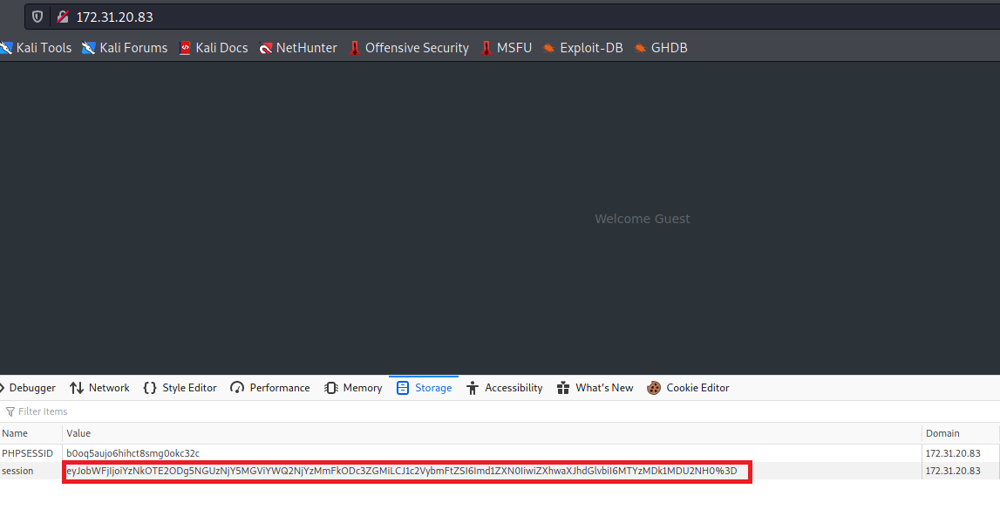 172.31.20.83
Kali Tools Kali Forums Kali Docs NetHunter Offensive Security MSFU Exploit-DB GHDB
Welcome Guest
Debugger Network Style Editor Performance Memory Storage Accessibility What's New Cookie Editor
Filter Items
Name Value Domain
PHPSESSID b0oq5aujo6hihct8smg0okc32c 172.31.20.83
session eyJobWFjIjoiYzNkOTE2ODg5NGUzNjY5MGViYWQ2NjYzMmFkODc3ZGMiLCJ1c2VybmFtZSI6Imd1ZXN0IiwiZXhwaXJhdGlvbiI6MTYzMDk1MDU2NH0%3D 172.31.20.83